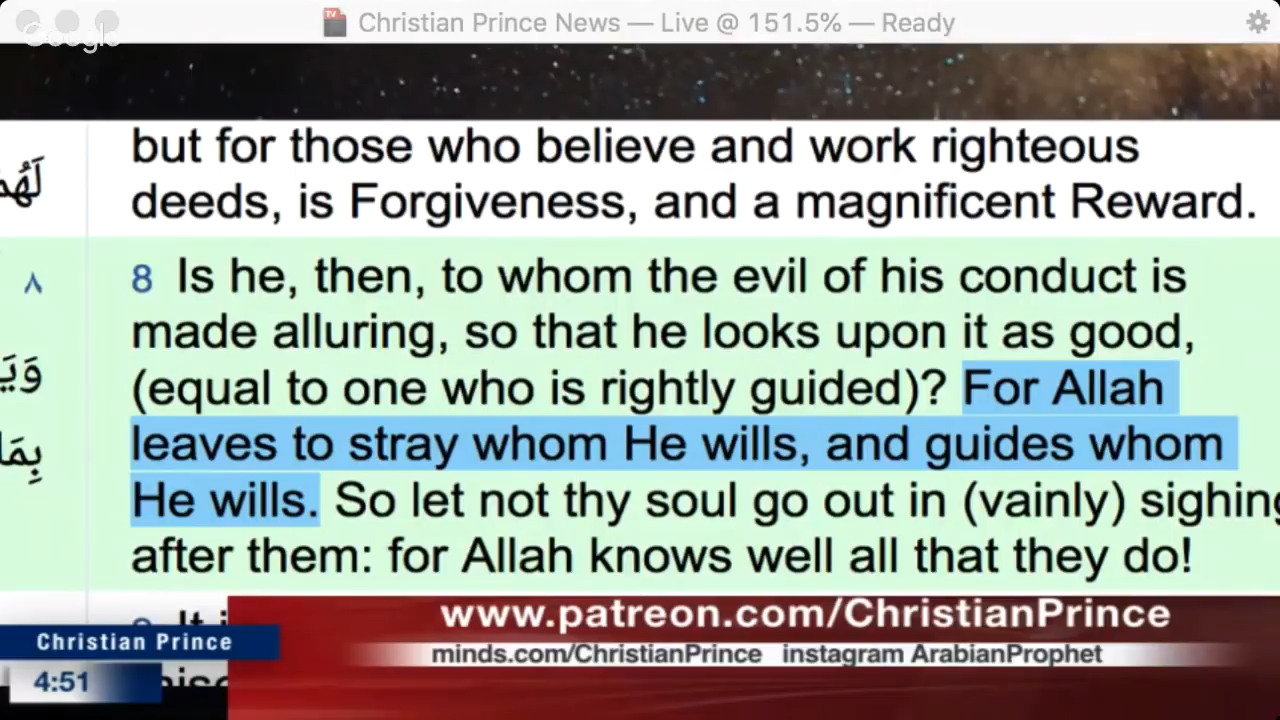 Christian Prince News — Live @ 151.5% — Ready
Google
but for those who believe and work righteous
deeds, is Forgiveness, and a magnificent Reward.
٨
8 Is he, then, to whom the evil of his conduct is
made alluring, so that he looks upon it as good,
(equal to one who is rightly guided)? For Allah
leaves to stray whom He wills, and guides whom
He wills. So let not thy soul go out in (vainly) sighing
after them: for Allah knows well all that they do!
www.patreon.com/ChristianPrince
Christian Prince
minds.com/ChristianPrince instagram ArabianProphet
4:51